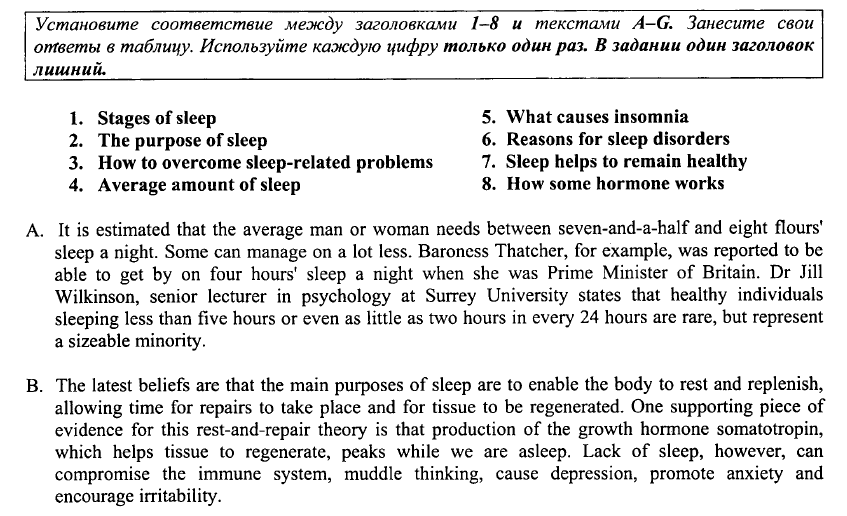 Установите соответствие между заголовками 1–8 и текстами A–G. Занесите свои
ответы в таблицу. Используйте каждую цифру только один раз. В задании один заголовок
лишний.
1. Stages of sleep
2. The purpose of sleep
3. How to overcome sleep-related problems
4. Average amount of sleep
5. What causes insomnia
6. Reasons for sleep disorders
7. Sleep helps to remain healthy
8. How some hormone works
A. It is estimated that the average man or woman needs between seven-and-a-half and eight flours'
sleep a night. Some can manage on a lot less. Baroness Thatcher, for example, was reported to be
able to get by on four hours' sleep a night when she was Prime Minister of Britain. Dr Jill
Wilkinson, senior lecturer in psychology at Surrey University states that healthy individuals
sleeping less than five hours or even as little as two hours in every 24 hours are rare, but represent
a sizeable minority.
B. The latest beliefs are that the main purposes of sleep are to enable the body to rest and replenish,
allowing time for repairs to take place and for tissue to be regenerated. One supporting piece of
evidence for this rest-and-repair theory is that production of the growth hormone somatotropin,
which helps tissue to regenerate, peaks while we are asleep. Lack of sleep, however, can
compromise the immune system, muddle thinking, cause depression, promote anxiety and
encourage irritability.